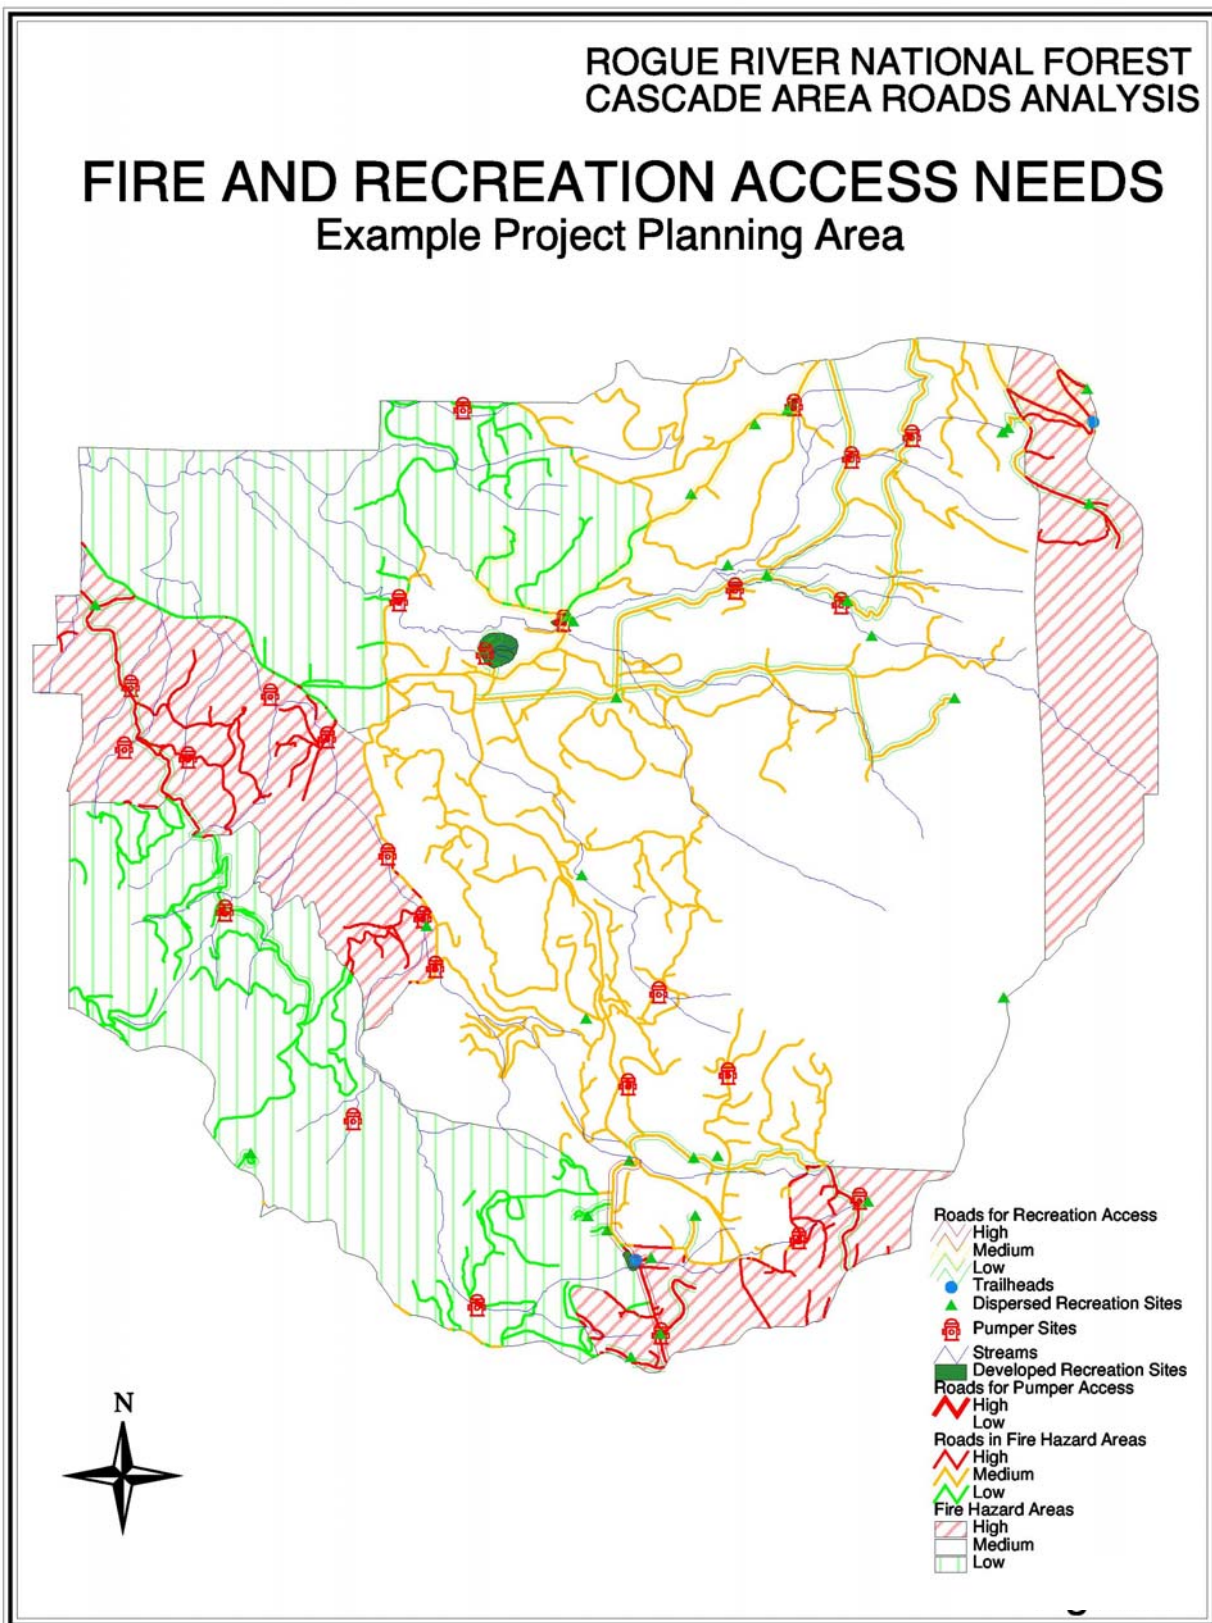 ROGUE RIVER NATIONAL FOREST
CASCADE AREA ROADS ANALYSIS
FIRE AND RECREATION ACCESS NEEDS
Example Project Planning Area
Roads for Recreation Access
High
Medium
Low
Trailheads
Dispersed Recreation Sites
Pumper Sites
Streams
Developed Recreation Sites
Roads for Pumper Access
High
Low
Roads in Fire Hazard Areas
High
Medium
Low
Fire Hazard Areas
High
Medium
Low
N